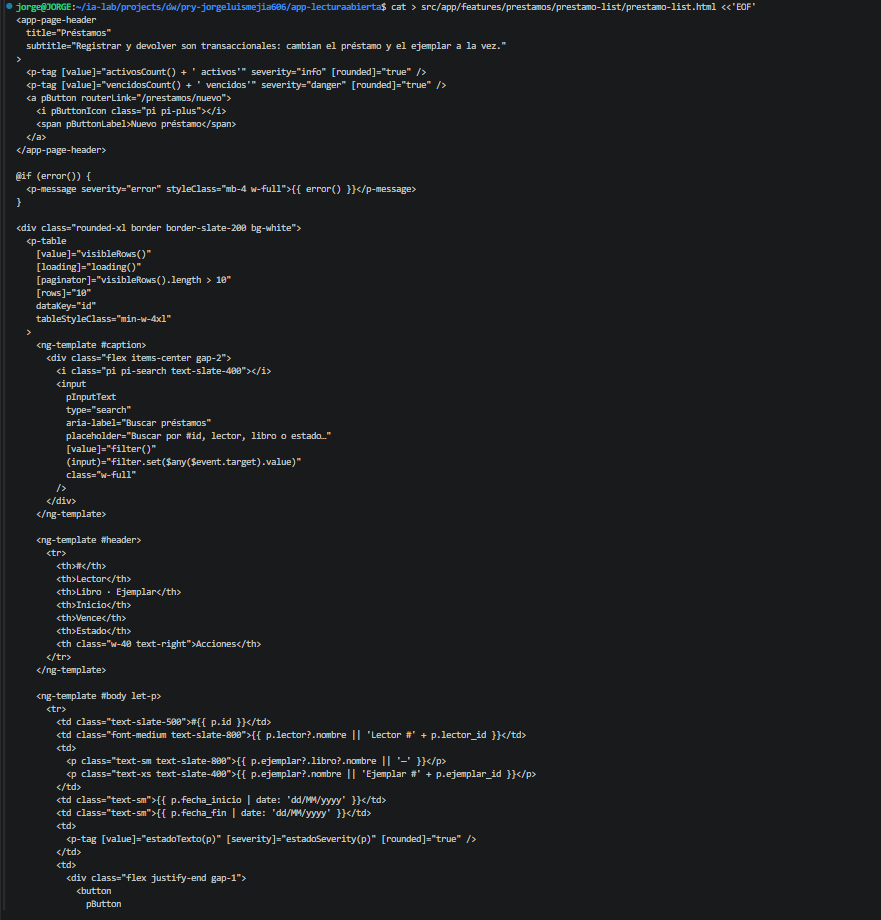 jorge@JORGE:~/ia-lab/projects/dw/pry-jorgeluismejia606/app-lecturaabierta$ cat > src/app/features/prestamos/prestamo-list/prestamo-list.html <<'EOF'
<app-page-header
  title="Préstamos"
  subtitle="Registrar y devolver son transaccionales: cambian el préstamo y el ejemplar a la vez."
>
  <p-tag [value]="activosCount() + ' activos'" severity="info" [rounded]="true" />
  <p-tag [value]="vencidosCount() + ' vencidos'" severity="danger" [rounded]="true" />
  <a pButton routerLink="/prestamos/nuevo">
    <i pButtonIcon class="pi pi-plus"></i>
    <span pButtonLabel>Nuevo préstamo</span>
  </a>
</app-page-header>

@if (error()) {
  <p-message severity="error" styleClass="mb-4 w-full">{{ error() }}</p-message>
}

<div class="rounded-xl border border-slate-200 bg-white">
  <p-table
    [value]="visibleRows()"
    [loading]="loading()"
    [paginator]="visibleRows().length > 10"
    [rows]="10"
    dataKey="id"
    tableStyleClass="min-w-4xl"
  >
    <ng-template #caption>
      <div class="flex items-center gap-2">
        <i class="pi pi-search text-slate-400"></i>
        <input
          pInputText
          type="search"
          aria-label="Buscar préstamos"
          placeholder="Buscar por #id, lector, libro o estado…"
          [value]="filter()"
          (input)="filter.set($any($event.target).value)"
          class="w-full"
        />
      </div>
    </ng-template>

    <ng-template #header>
      <tr>
        <th>#</th>
        <th>Lector</th>
        <th>Libro · Ejemplar</th>
        <th>Inicio</th>
        <th>Vence</th>
        <th>Estado</th>
        <th class="w-40 text-right">Acciones</th>
      </tr>
    </ng-template>

    <ng-template #body let-p>
      <tr>
        <td class="text-slate-500">#{{ p.id }}</td>
        <td class="font-medium text-slate-800">{{ p.lector?.nombre || 'Lector #' + p.lector_id }}</td>
        <td>
          <p class="text-sm text-slate-800">{{ p.ejemplar?.libro?.nombre || '—' }}</p>
          <p class="text-xs text-slate-400">{{ p.ejemplar?.nombre || 'Ejemplar #' + p.ejemplar_id }}</p>
        </td>
        <td class="text-sm">{{ p.fecha_inicio | date: 'dd/MM/yyyy' }}</td>
        <td class="text-sm">{{ p.fecha_fin | date: 'dd/MM/yyyy' }}</td>
        <td>
          <p-tag [value]="estadoTexto(p)" [severity]="estadoSeverity(p)" [rounded]="true" />
        </td>
        <td>
          <div class="flex justify-end gap-1">
            <button
              pButton